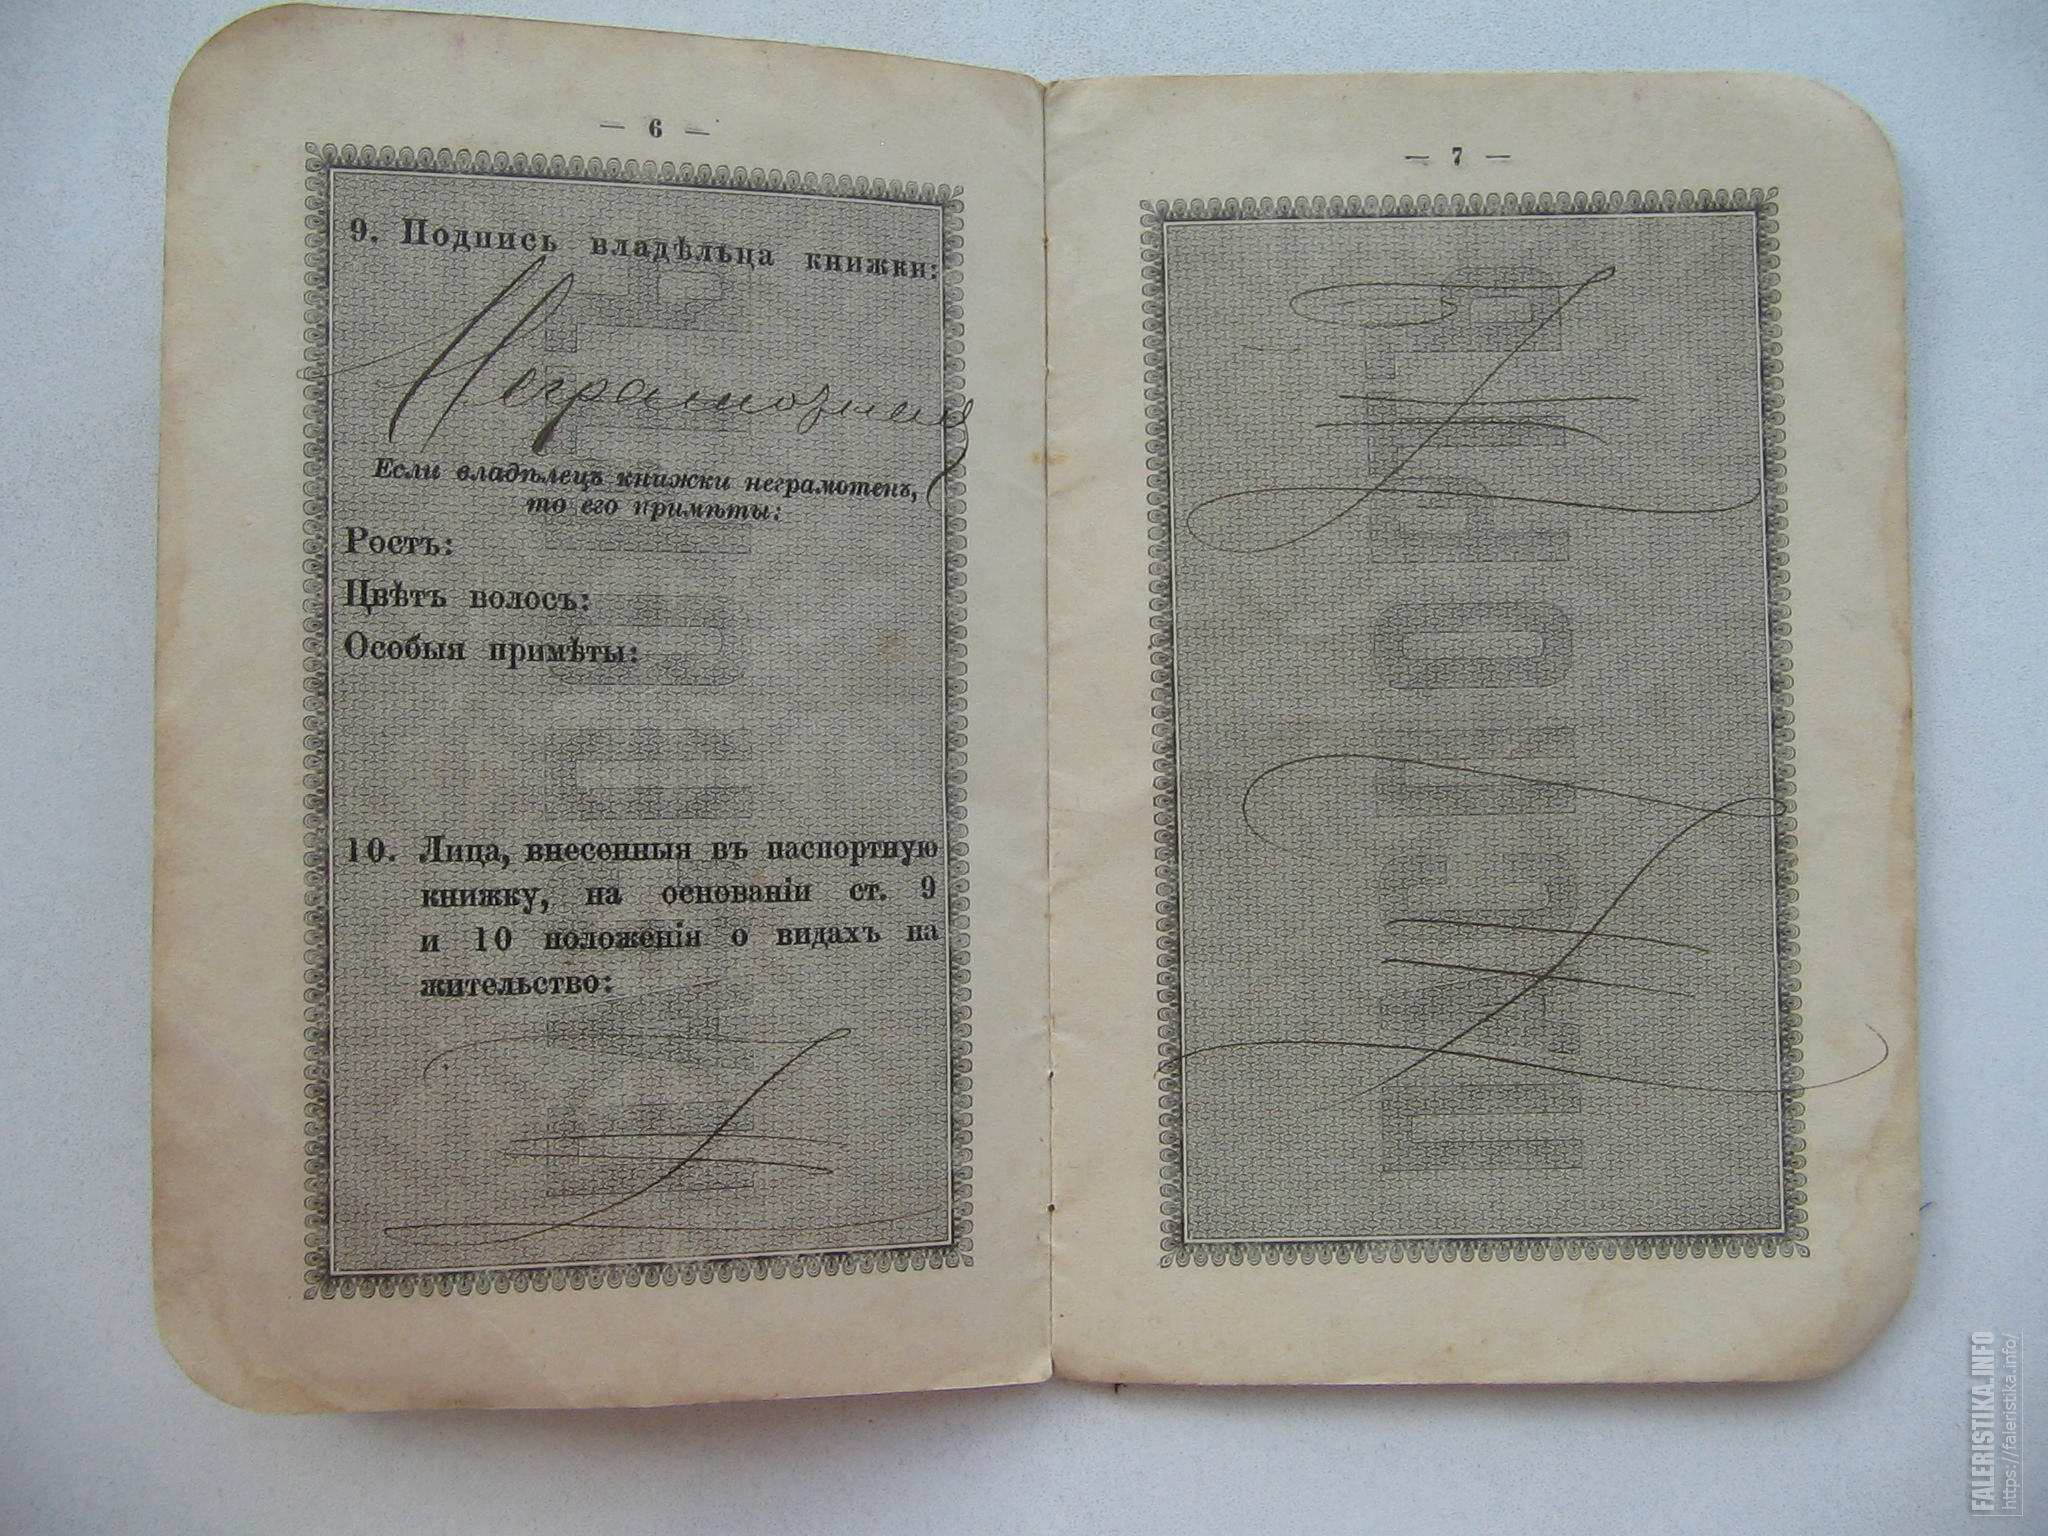 — 6 —
9. Подпись владѣльца книжки:
Неграмотная
Если владѣлецъ книжки неграмотенъ,
то его примѣты:
Ростъ:
Цвѣтъ волосъ:
Особыя примѣты:
10. Лица, внесенныя въ паспортную
книжку, на основаніи ст. 9
и 10 положенія о видахъ на
жительство:
— 7 —
FALERISTIKA.INFO
https://faleristika.info/